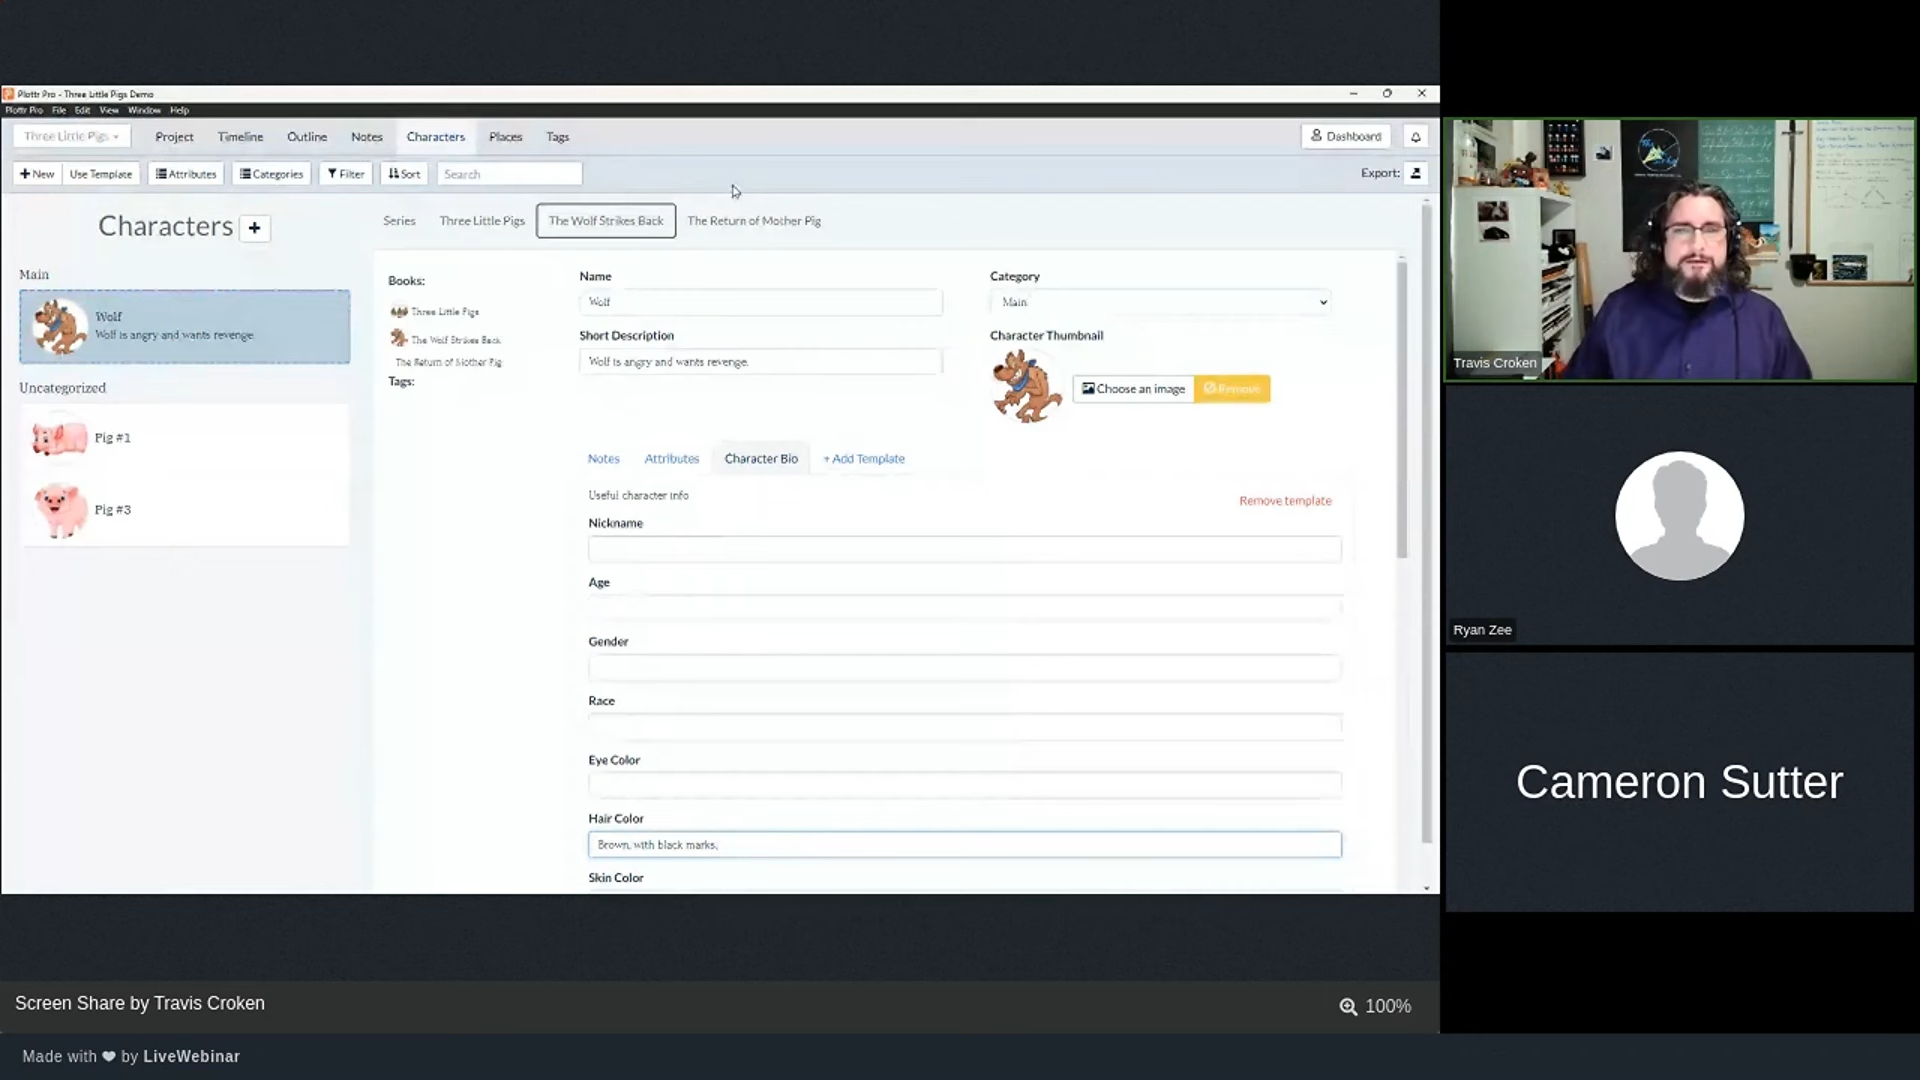 Plottr Pro - Three Little Pigs Demo
Plottr Pro File Edit View Window Help
Three Little Pigs Project Timeline Outline Notes Characters Places Tags Dashboard
New Use Template Attributes Categories Filter Sort Search Export:
Characters +
Series Three Little Pigs The Wolf Strikes Back The Return of Mother Pig
Main
Wolf
Wolf is angry and wants revenge.
Uncategorized
Pig #1
Pig #3
Books:
Three Little Pigs
The Wolf Strikes Back
The Return of Mother Pig
Tags:
Name
Wolf
Short Description
Wolf is angry and wants revenge.
Category
Main
Character Thumbnail
Choose an image Remove
Notes Attributes Character Bio + Add Template
Useful character info
Remove template
Nickname
Age
Gender
Race
Eye Color
Hair Color
Brown, with black marks,
Skin Color
Travis Croken
Ryan Zee
Cameron Sutter
Screen Share by Travis Croken
100%
Made with ❤ by LiveWebinar